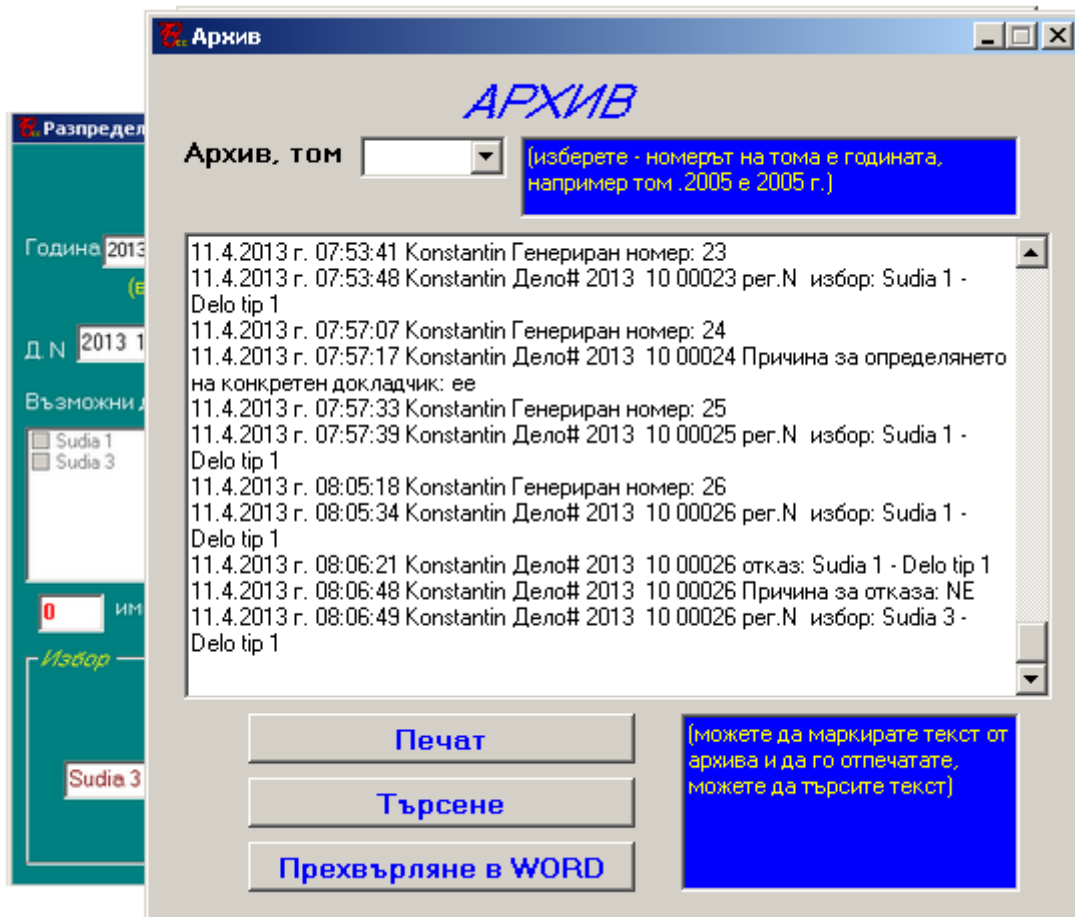 Архив
АРХИВ
Архив, том
(изберете - номерът на тома е годината,
например том .2005 е 2005 г.)
11.4.2013 г. 07:53:41 Konstantin Генериран номер: 23
11.4.2013 г. 07:53:48 Konstantin Дело# 2013  10 00023 рег.N  избор: Sudia 1 -
Delo tip 1
11.4.2013 г. 07:57:07 Konstantin Генериран номер: 24
11.4.2013 г. 07:57:17 Konstantin Дело# 2013  10 00024 Причина за определянето
на конкретен докладчик: ее
11.4.2013 г. 07:57:33 Konstantin Генериран номер: 25
11.4.2013 г. 07:57:39 Konstantin Дело# 2013  10 00025 рег.N  избор: Sudia 1 -
Delo tip 1
11.4.2013 г. 08:05:18 Konstantin Генериран номер: 26
11.4.2013 г. 08:05:34 Konstantin Дело# 2013  10 00026 рег.N  избор: Sudia 1 -
Delo tip 1
11.4.2013 г. 08:06:21 Konstantin Дело# 2013  10 00026 отказ: Sudia 1 - Delo tip 1
11.4.2013 г. 08:06:48 Konstantin Дело# 2013  10 00026 Причина за отказа: NE
11.4.2013 г. 08:06:49 Konstantin Дело# 2013  10 00026 рег.N  избор: Sudia 3 -
Delo tip 1
Печат
Търсене
Прехвърляне в WORD
(можете да маркирате текст от
архива и да го отпечатате,
можете да търсите текст)
Разпредел
Година 2013
Д. N 2013 1
Възможни
Sudia 1
Sudia 3
0 им
Избор
Sudia 3